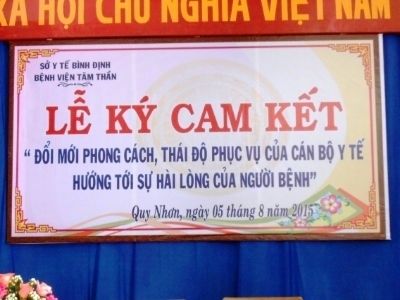 XÃ HỘI CHỦ NGHĨA VIỆT NAM
SỞ Y TẾ BÌNH ĐỊNH
BỆNH VIỆN TÂM THẦN
LỄ KÝ CAM KẾT
“ ĐỔI MỚI PHONG CÁCH, THÁI ĐỘ PHỤC VỤ CỦA CÁN BỘ Y TẾ
HƯỚNG TỚI SỰ HÀI LÒNG CỦA NGƯỜI BỆNH”
Quy Nhơn, ngày 05 tháng 8 năm 2015